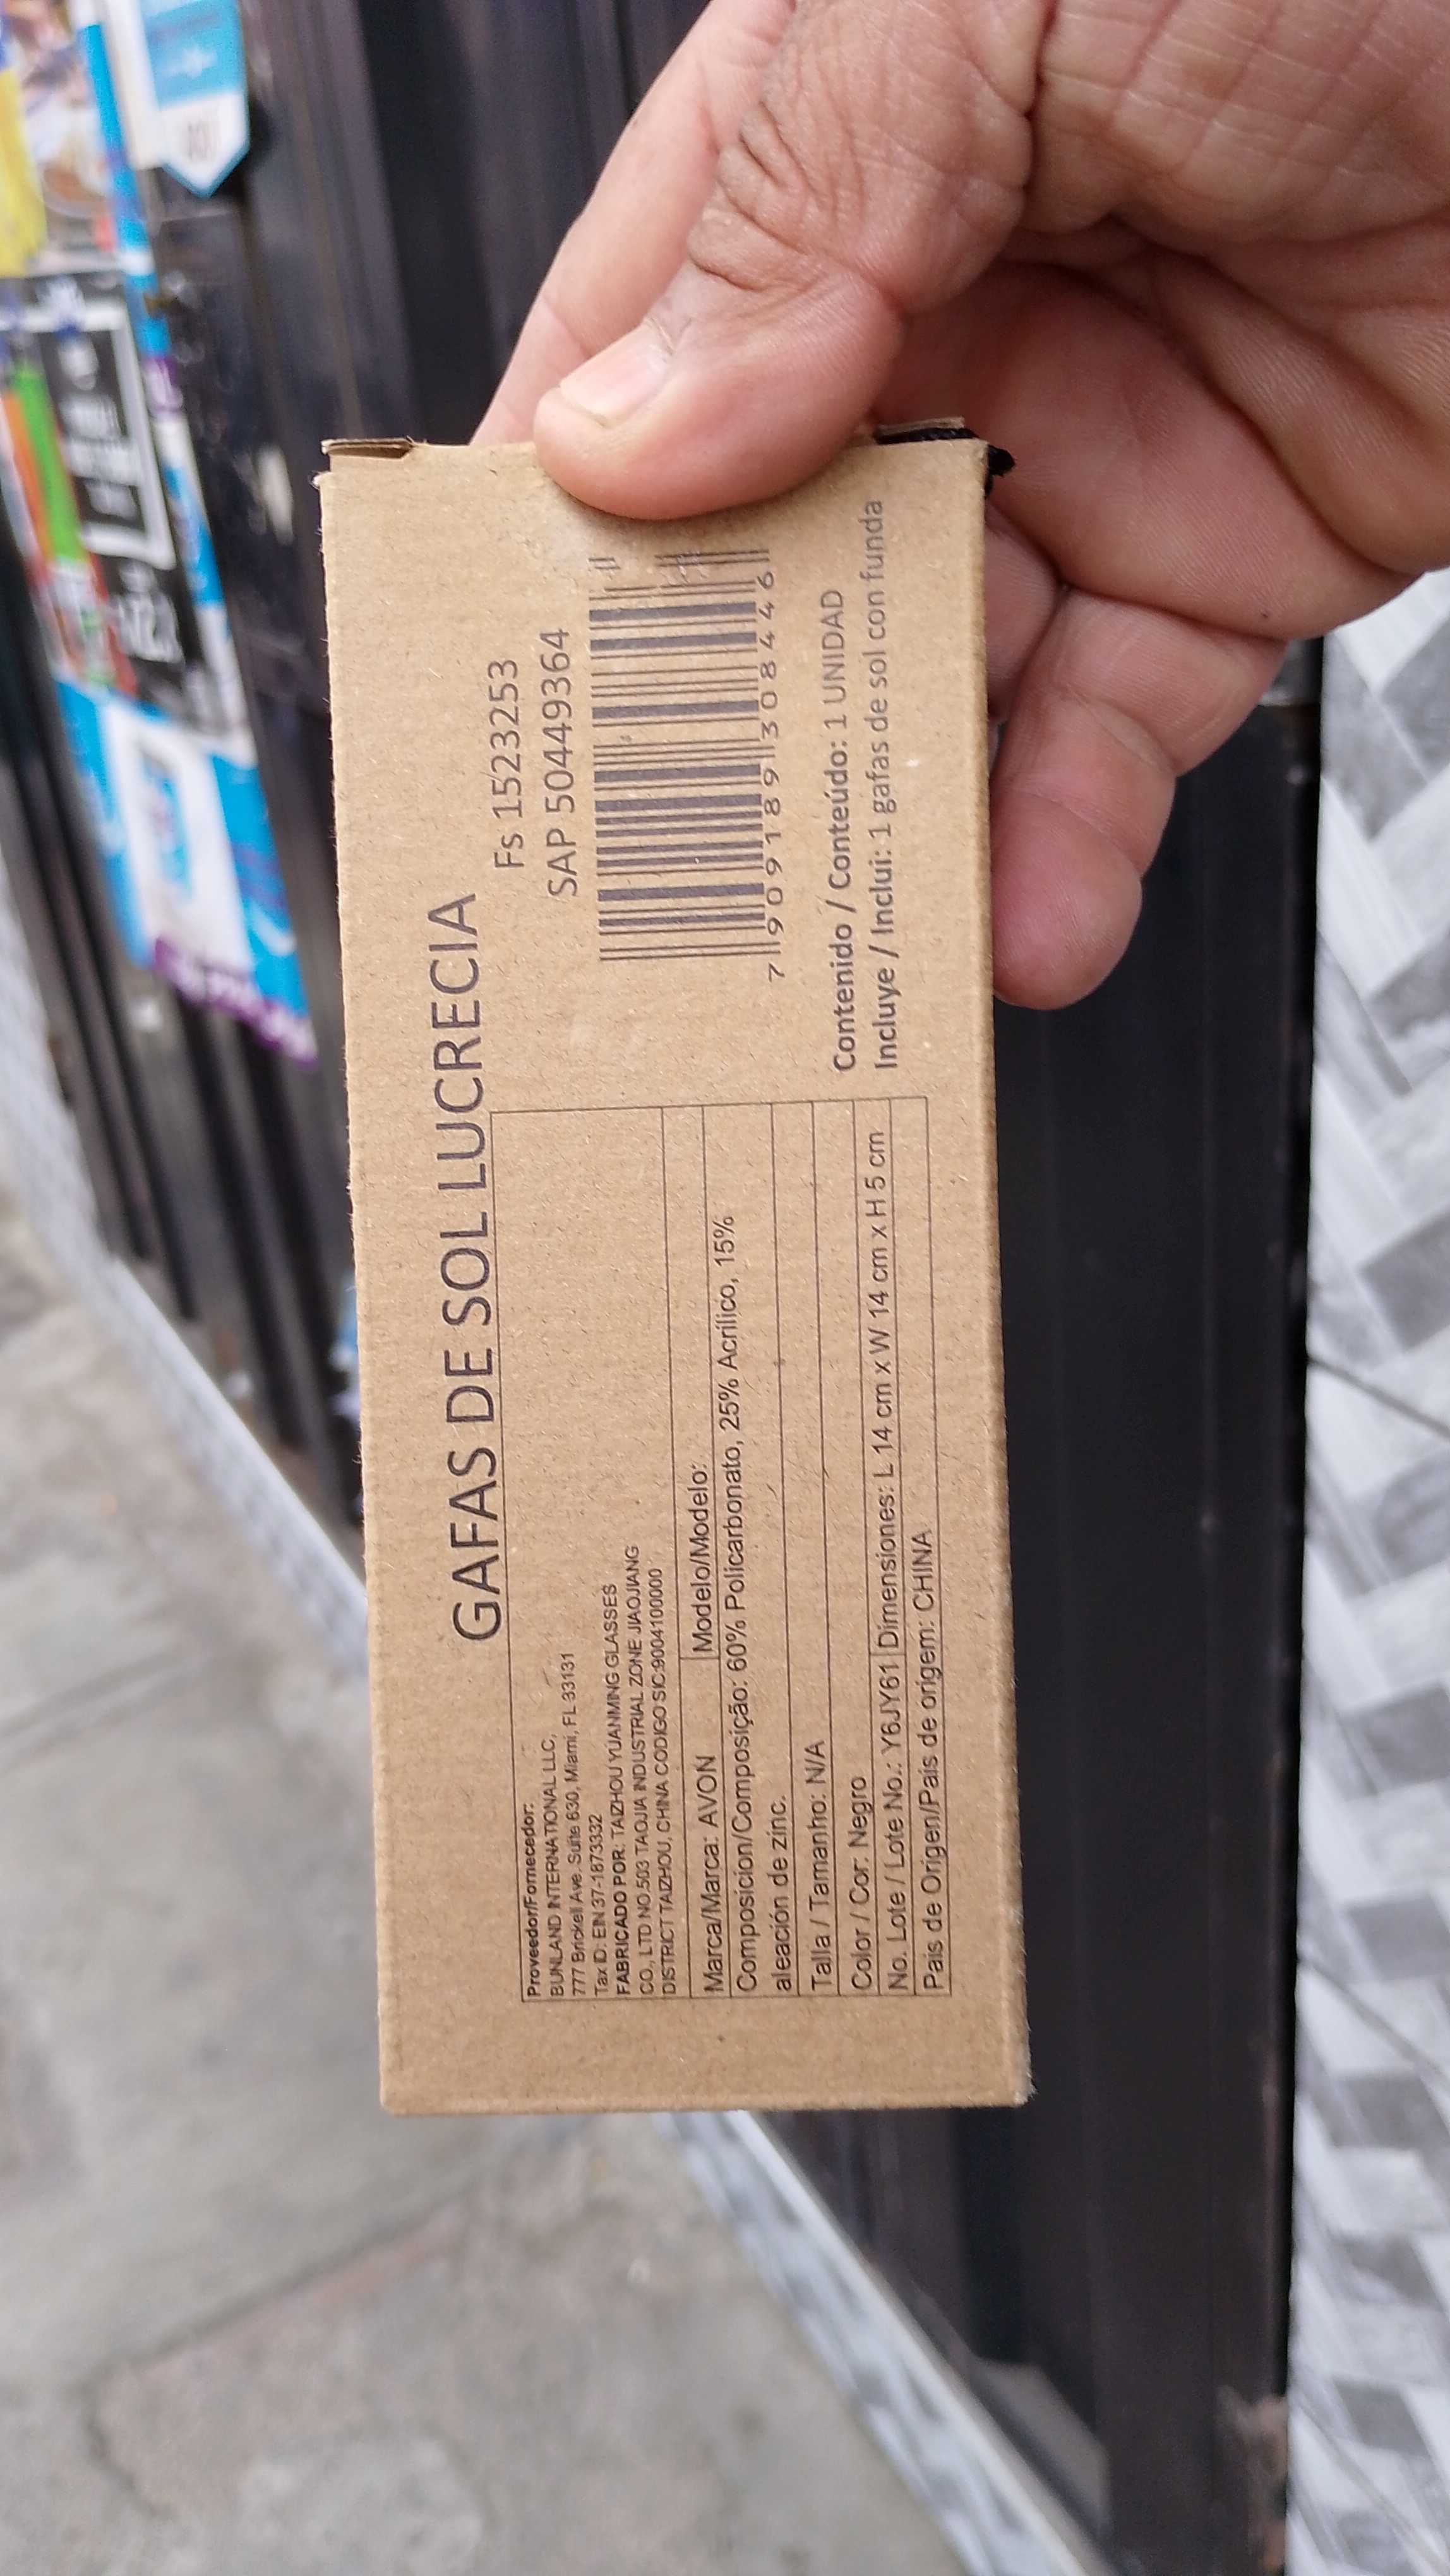 GAFAS DE SOL LUCRECIA
Proveedor/Fornecedor:
BUNLAND INTERNATIONAL LLC,
777 Brickell Ave. Suite 630, Miami, FL 33131
Tax ID: EIN 37-1873332
FABRICADO POR: TAIZHOU YUANMING GLASSES
CO., LTD NO.503 TAOJIA INDUSTRIAL ZONE JIAOJIANG
DISTRICT TAIZHOU, CHINA CODIGO SIC:900410000
Marca/Marca: AVON
Modelo/Modelo:
Composicion/Composição: 60% Policarbonato, 25% Acrílico, 15%
aleación de zinc.
Talla / Tamanho: N/A
Color / Cor: Negro
No. Lote / Lote No.: Y6JY61
Dimensiones: L 14 cm x W 14 cm x H 5 cm
Pais de Origen/País de origem: CHINA
Fs 1523253
SAP 50449364
7 909189 308446
Contenido / Conteúdo: 1 UNIDAD
Incluye / Inclui: 1 gafas de sol con funda